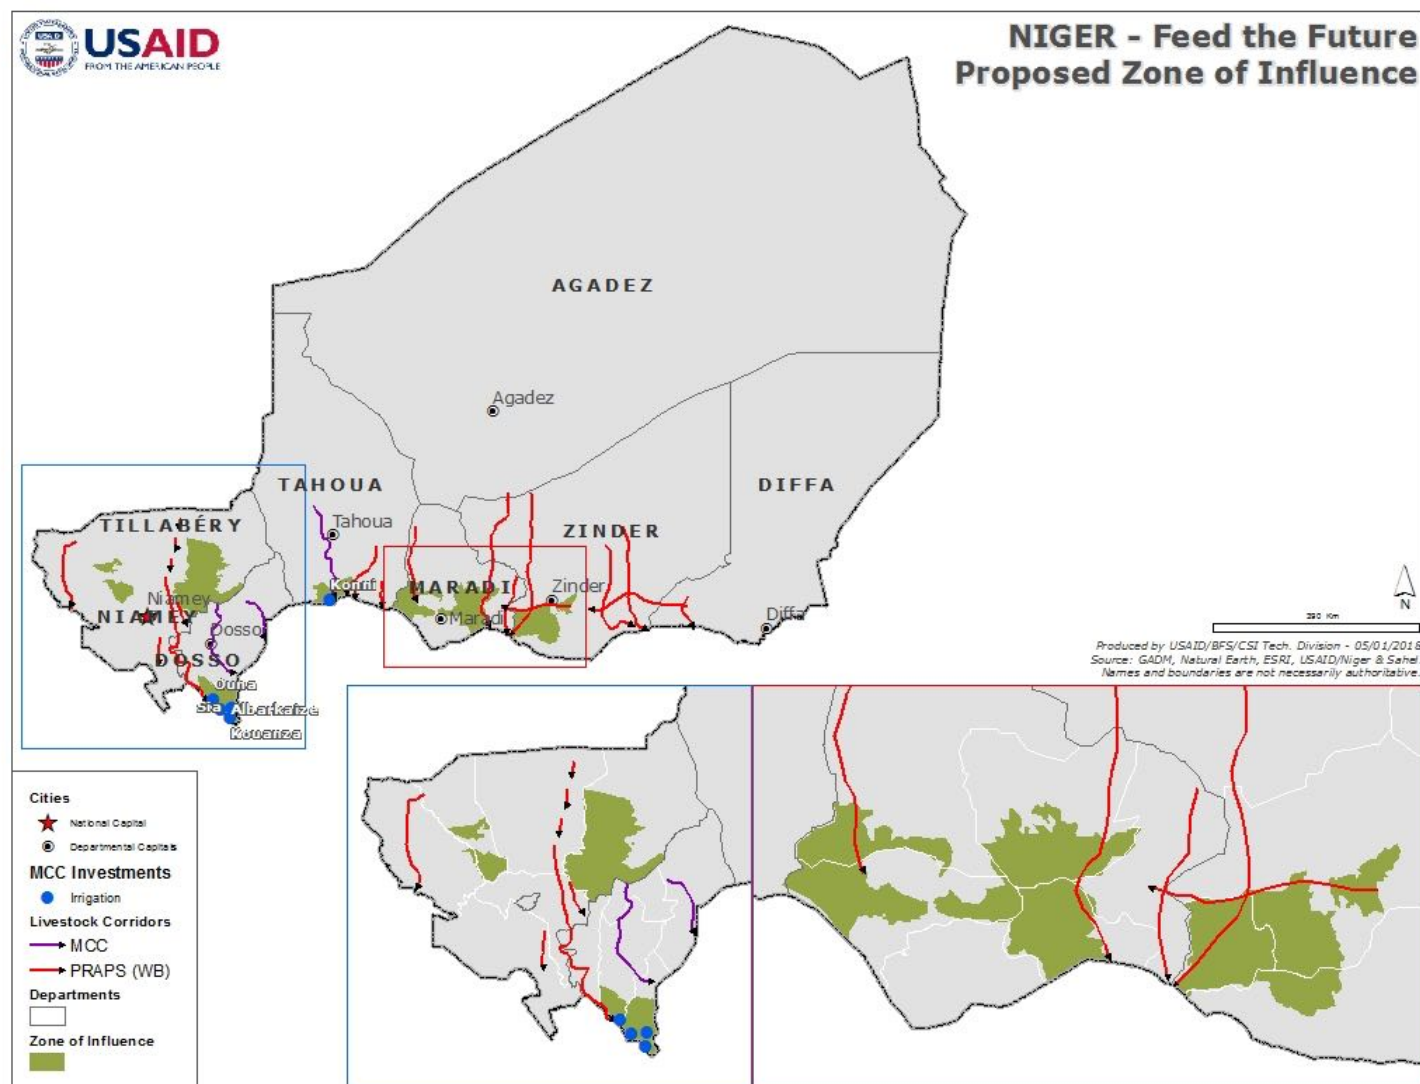 USAID
FROM THE AMERICAN PEOPLE
NIGER - Feed the Future
Proposed Zone of Influence
AGADEZ
Agadez
TAHOUA
DIFFA
TILLABÉRY
Tahoua
ZINDER
Konni
MARADI
Zinder
Niamey
NIAMEY
Maradi
Diffa
Dosso
DOSSO
Ouna
Sia
Albarkaize
Kouanza
N
390 Km
Produced by USAID/BFS/CSI Tech. Division - 05/01/2018
Source: GADM, Natural Earth, ESRI, USAID/Niger & Sahel.
Names and boundaries are not necessarily authoritative.
Cities
National Capital
Departmental Capitals
MCC Investments
Irrigation
Livestock Corridors
MCC
PRAPS (WB)
Departments
Zone of Influence